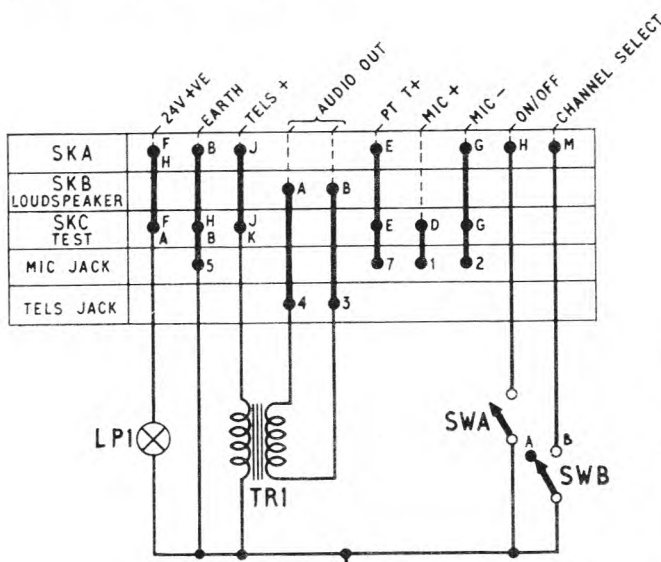 24V+VE
EARTH
TELS +
AUDIO OUT
PT T+
MIC +
MIC -
ON/OFF
CHANNEL SELECT
SKA F B J E G H M
H
SKB A B
LOUDSPEAKER
SKC F H J E D G
TEST A B K
MIC JACK 5 7 1 2
TELS JACK 4 3
LP1
TR1
SWA
A
B
SWB